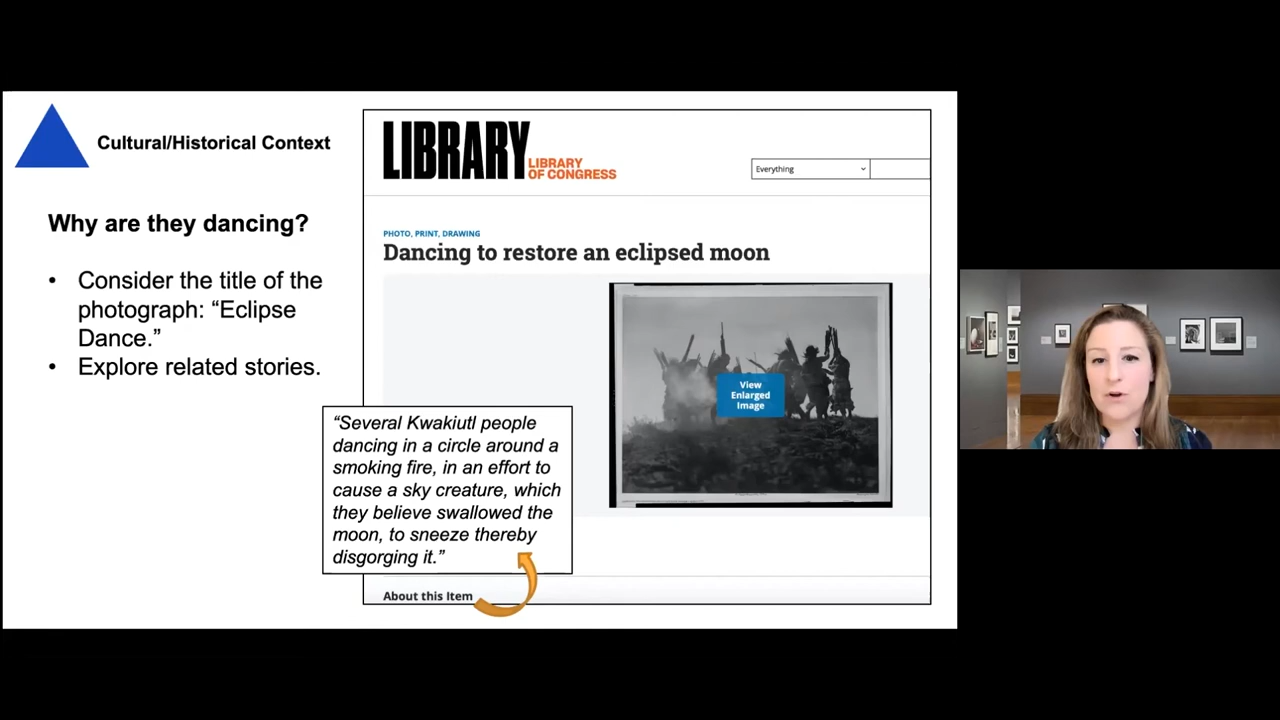 Cultural/Historical Context
Why are they dancing?
• Consider the title of the
photograph: “Eclipse
Dance.”
• Explore related stories.
“Several Kwakiutl people
dancing in a circle around a
smoking fire, in an effort to
cause a sky creature, which
they believe swallowed the
moon, to sneeze thereby
disgorging it.”
LIBRARY
LIBRARY
OF CONGRESS
Everything
PHOTO, PRINT, DRAWING
Dancing to restore an eclipsed moon
View
Enlarged
Image
About this Item